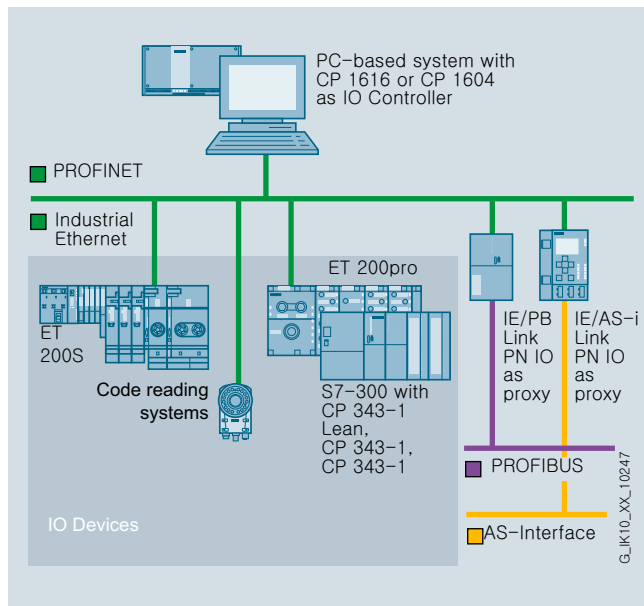 PC-based system with
CP 1616 or CP 1604
as IO Controller
PROFINET
Industrial
Ethernet
ET 200pro
ET
200S
Code reading
systems
S7-300 with
CP 343-1
Lean,
CP 343-1,
CP 343-1
IE/PB
Link
PN IO
as
proxy
IE/AS-i
Link
PN IO
as
proxy
PROFIBUS
AS-Interface
IO Devices
G_IK10_XX_10247